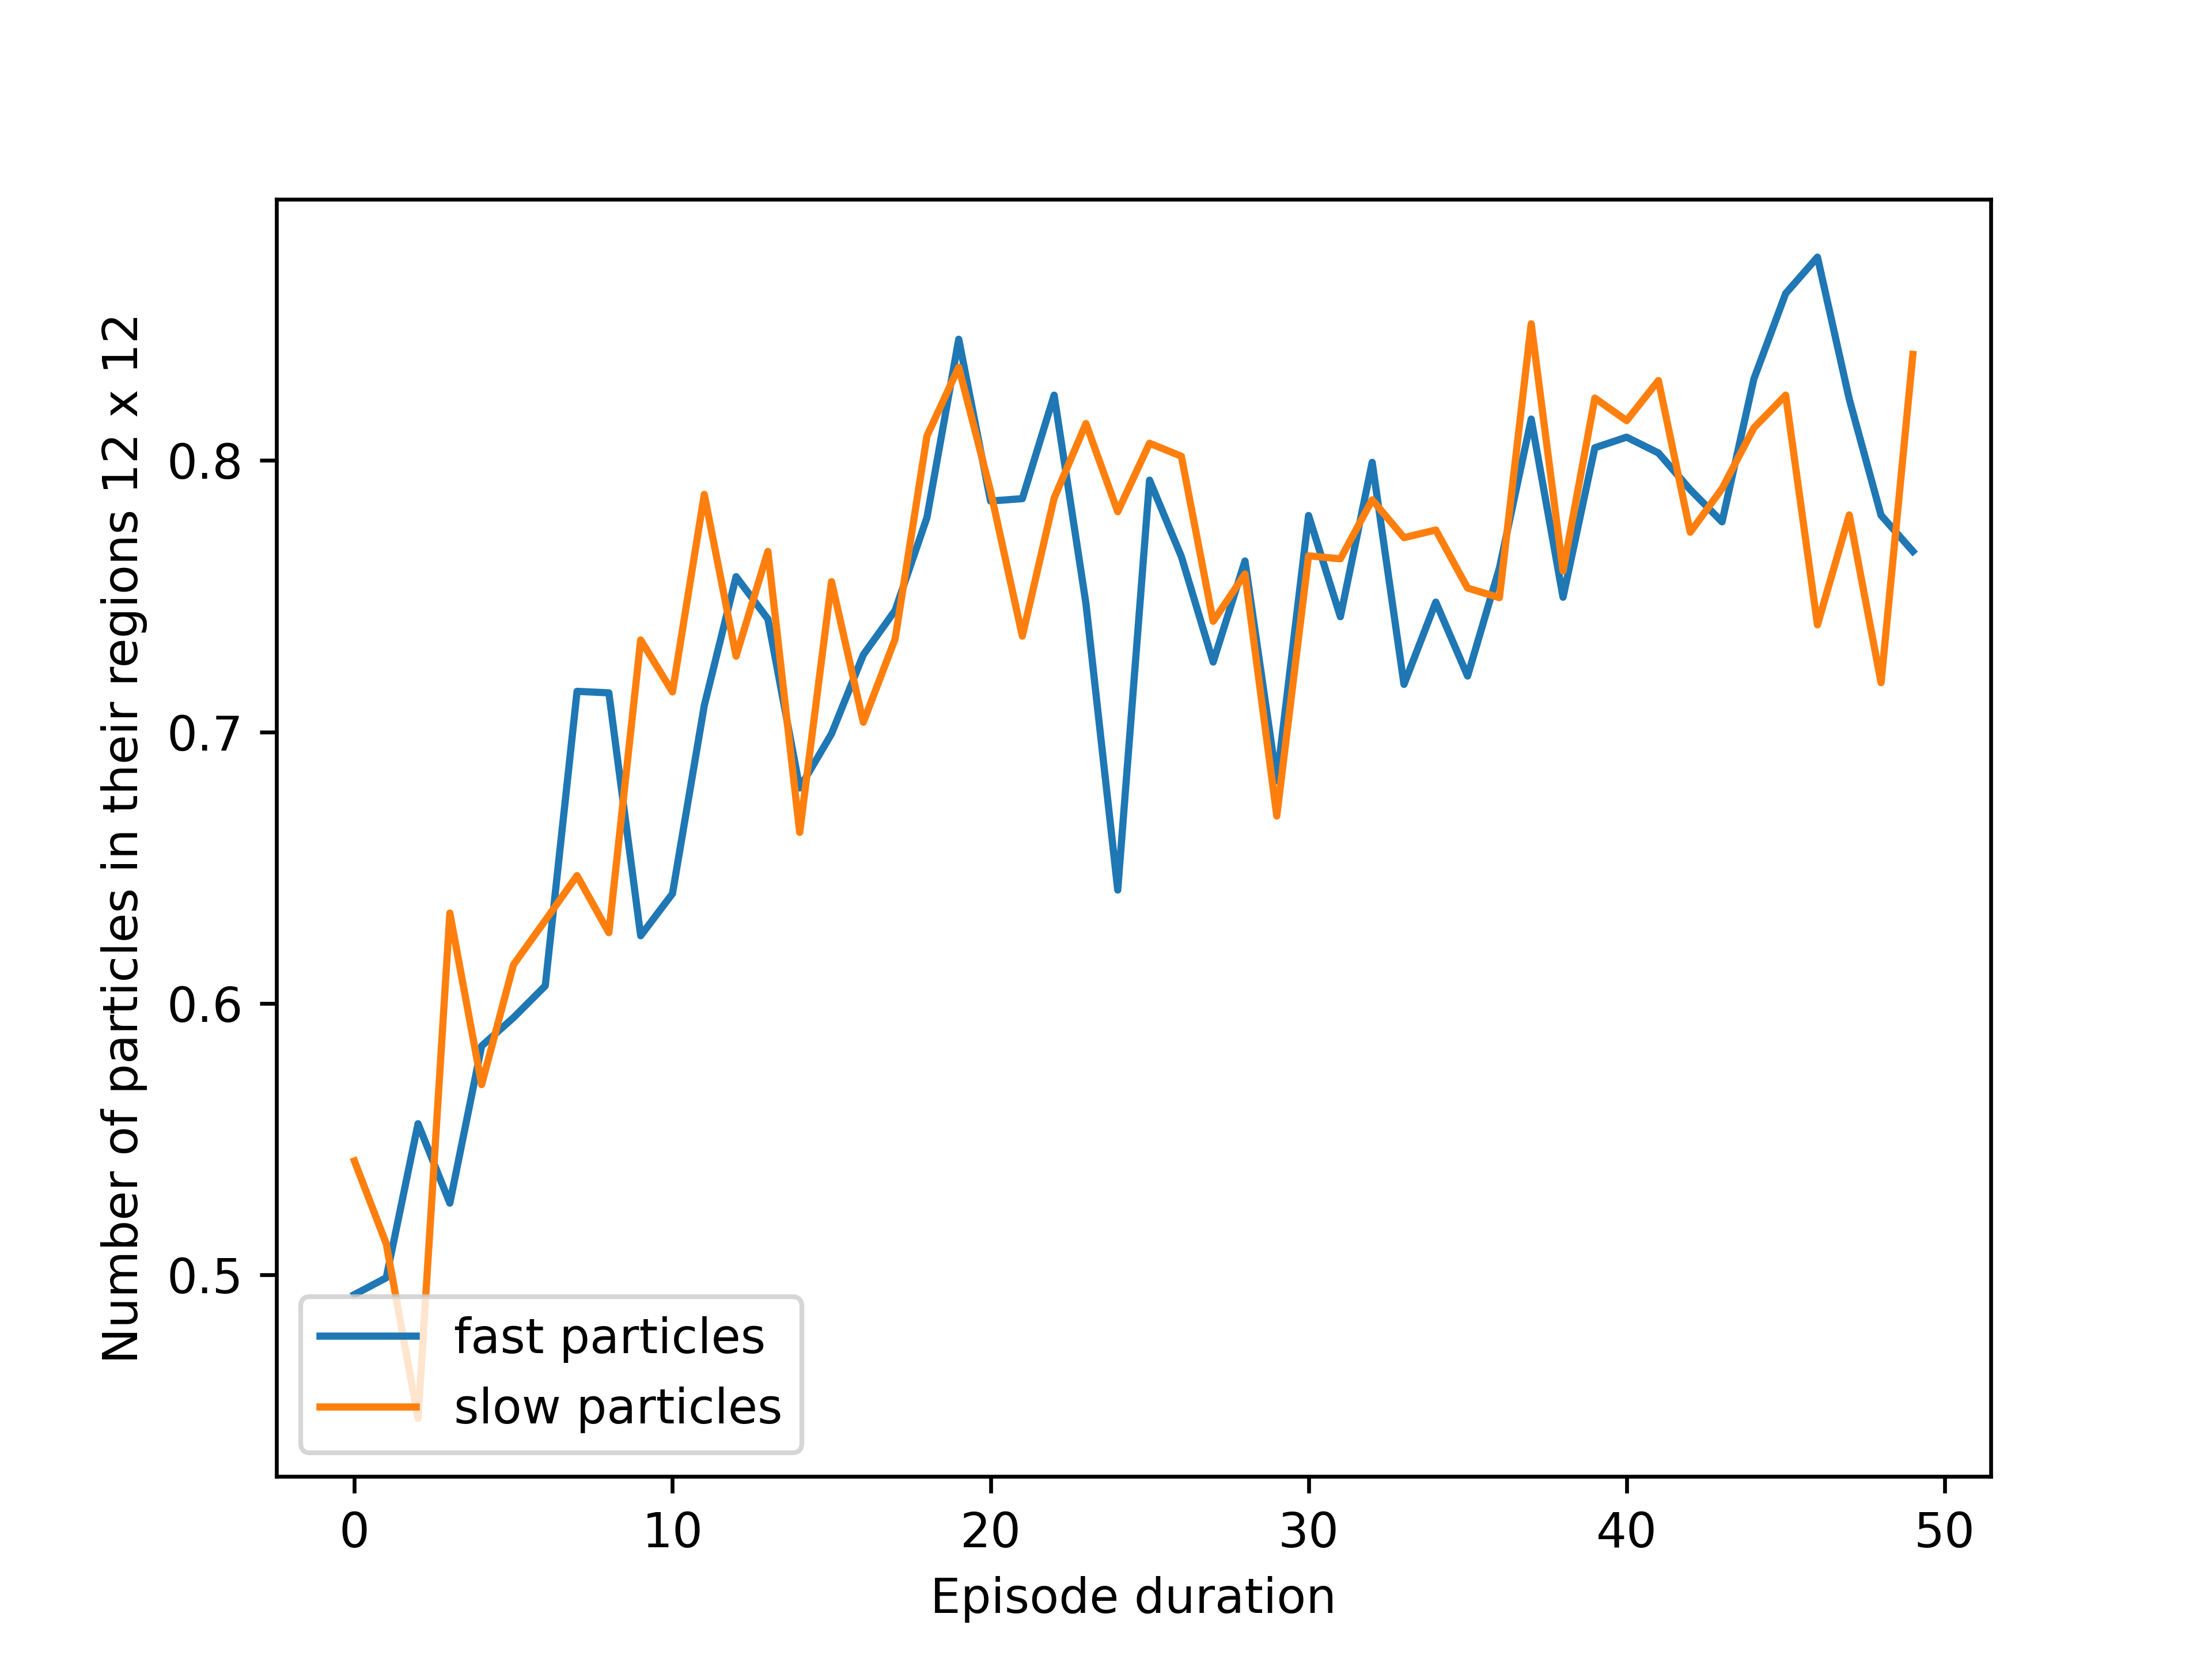 Number of particles in their regions 12 x 12
0.8
0.7
0.6
0.5
fast particles
slow particles
0 10 20 30 40 50
Episode duration